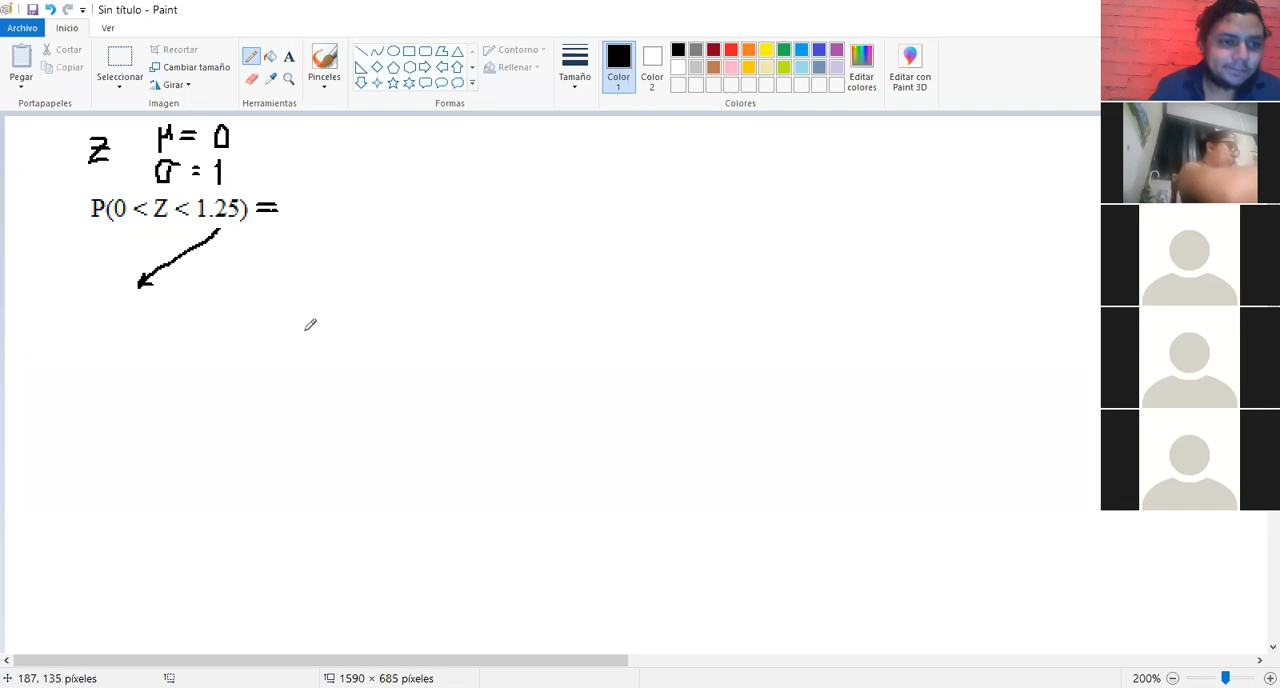 Sin título - Paint
Archivo Inicio Ver
Pegar
Cortar
Copiar
Portapapeles
Seleccionar
Recortar
Cambiar tamaño
Girar
Imagen
A
Herramientas
Pinceles
Contorno
Rellenar
Formas
Tamaño
Color 1
Color 2
Editar colores
Colores
Editar con Paint 3D
Z μ = 0
σ = 1
P(0 < Z < 1.25) =
187, 135 píxeles 1590 × 685 píxeles 200%